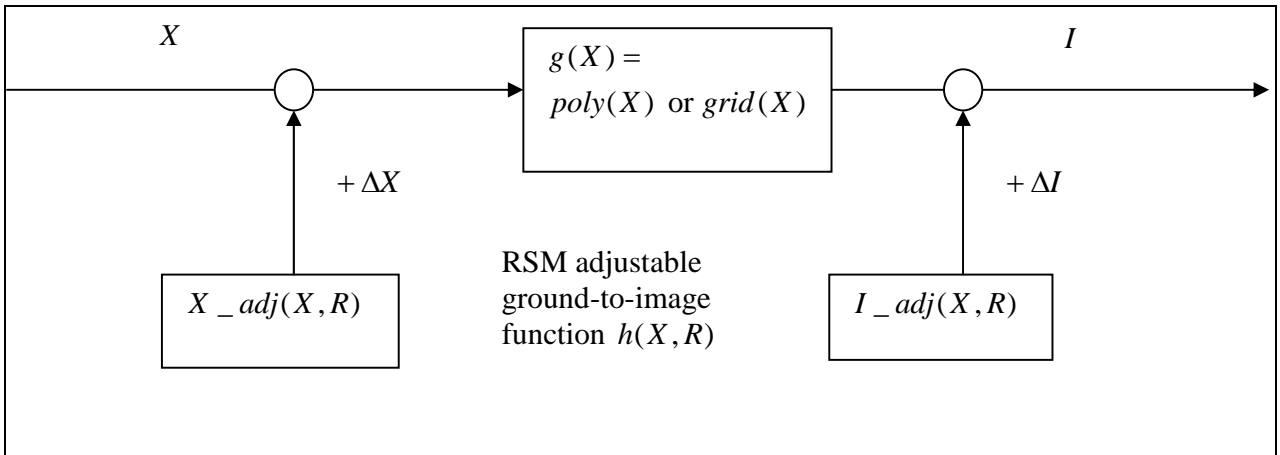 X
I
g(X) =
poly(X) or grid(X)
+ ΔX
+ ΔI
RSM adjustable
ground-to-image
function h(X, R)
X _ adj(X, R)
I _ adj(X, R)